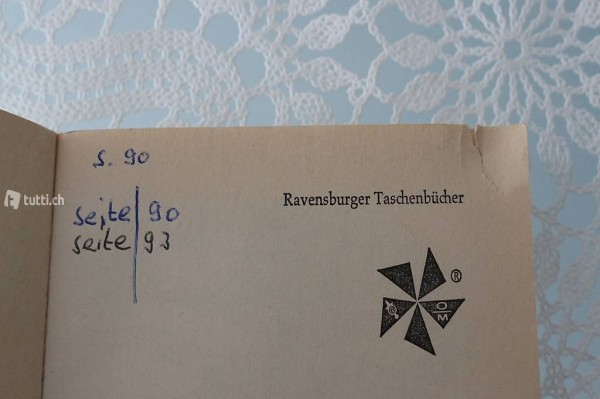 s. 90
tutti.ch
Ravensburger Taschenbücher
seite 90
seite 93
®
O
M